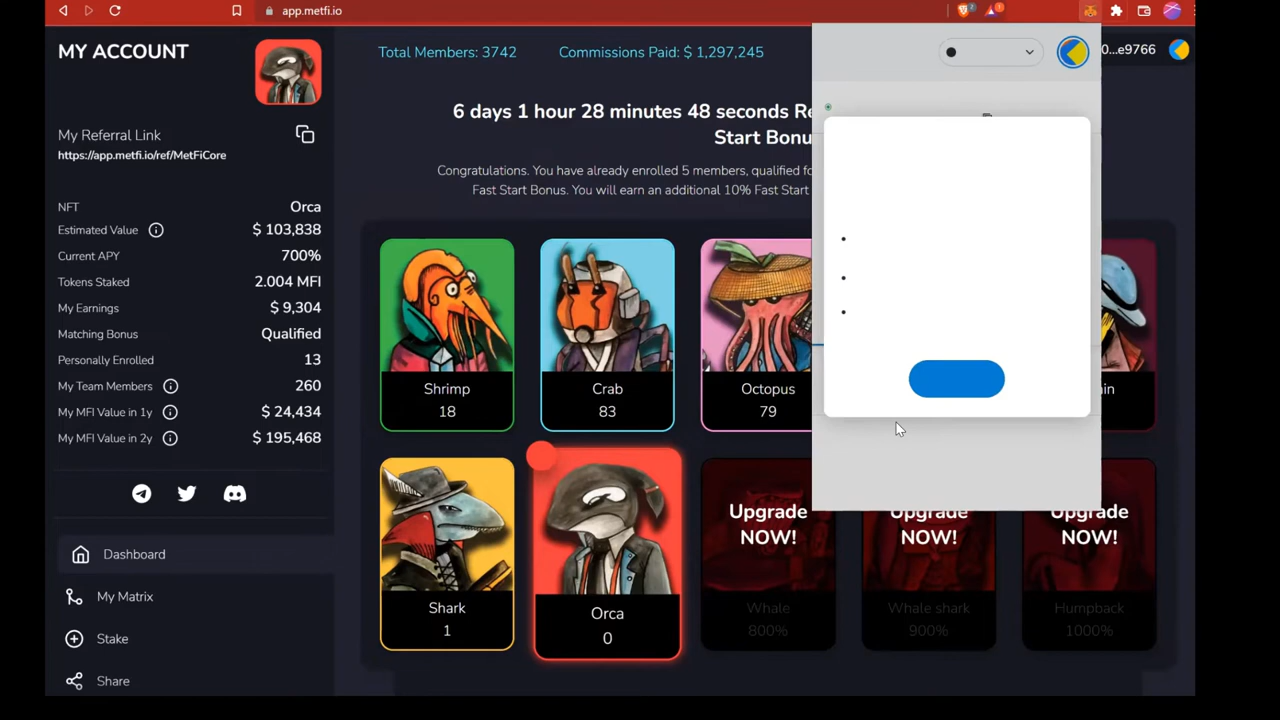 app.metfi.io
MY ACCOUNT
My Referral Link
https://app.metfi.io/ref/MetFiCore
NFT Orca
Estimated Value $ 103,838
Current APY 700%
Tokens Staked 2.004 MFI
My Earnings $ 9,304
Matching Bonus Qualified
Personally Enrolled 13
My Team Members 260
My MFI Value in 1y $ 24,434
My MFI Value in 2y $ 195,468
Dashboard
My Matrix
Stake
Share
Total Members: 3742 Commissions Paid: $ 1,297,245
0...e9766
6 days 1 hour 28 minutes 48 seconds Re
Start Bonu
Congratulations. You have already enrolled 5 members, qualified fo
Fast Start Bonus. You will earn an additional 10% Fast Start
Shrimp
18
Crab
83
Octopus
79
in
Shark
1
Orca
0
Upgrade
NOW!
Whale
800%
Upgrade
NOW!
Whale shark
900%
Upgrade
NOW!
Humpback
1000%